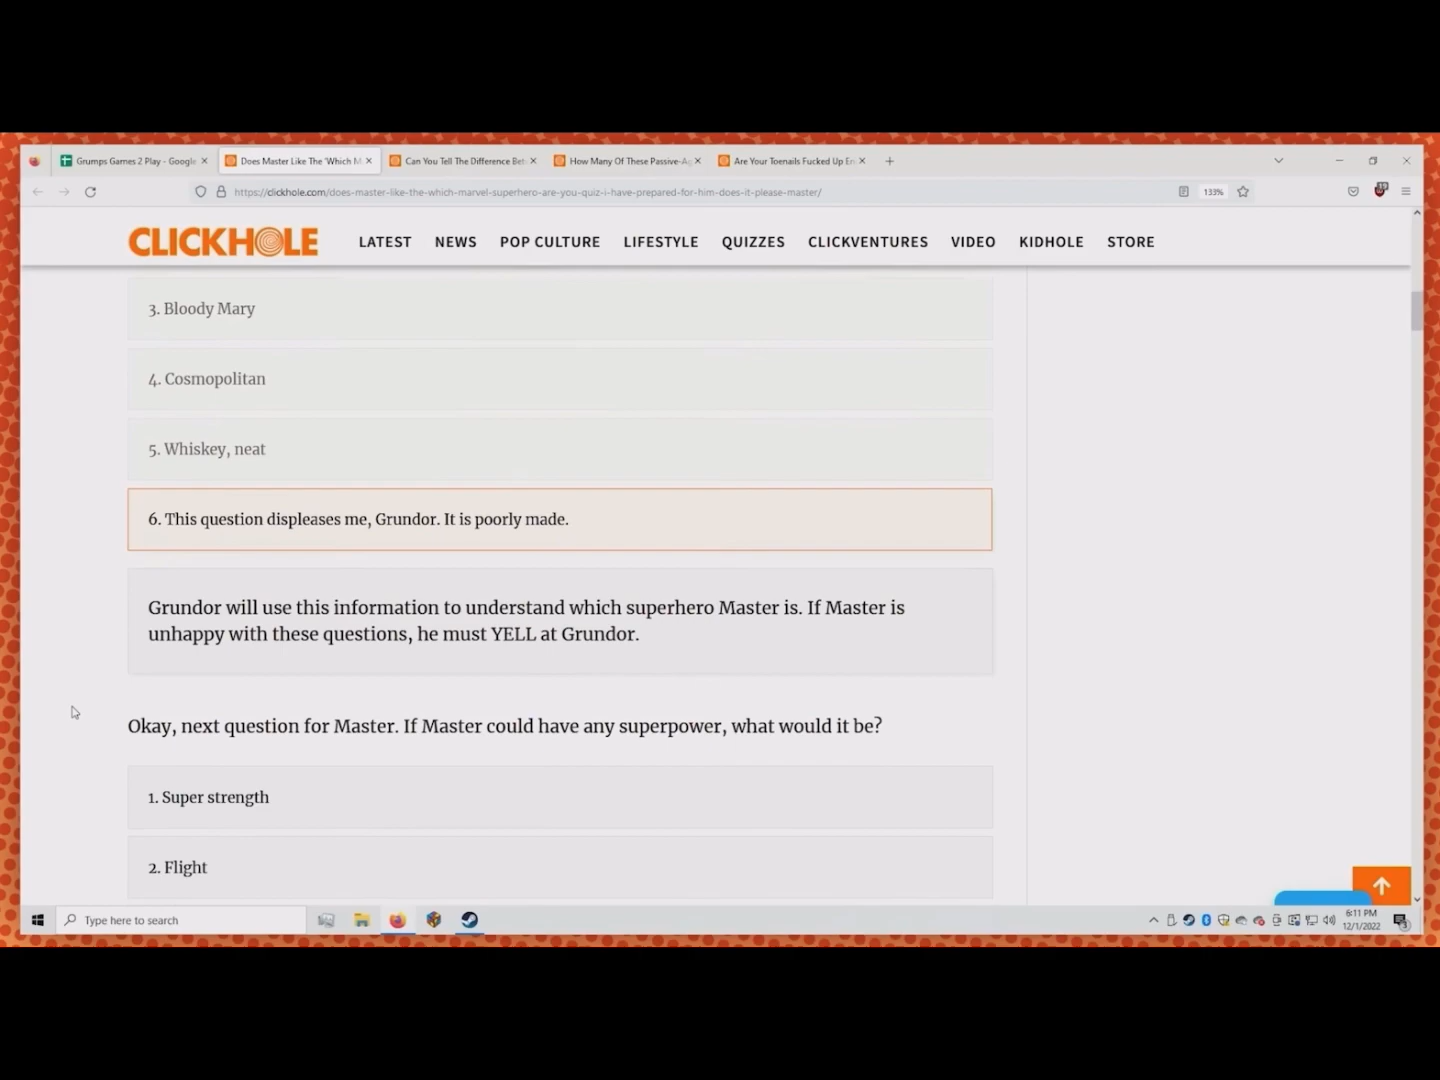 Grumps Games 2 Play - Google
Does Master Like The 'Which M
Can You Tell The Difference Bet
How Many Of These Passive-Ag
Are Your Toenails Fucked Up En
https://clickhole.com/does-master-like-the-which-marvel-superhero-are-you-quiz-i-have-prepared-for-him-does-it-please-master/
133%
CLICKHOLE
LATEST NEWS POP CULTURE LIFESTYLE QUIZZES CLICKVENTURES VIDEO KIDHOLE STORE
3. Bloody Mary
4. Cosmopolitan
5. Whiskey, neat
6. This question displeases me, Grundor. It is poorly made.
Grundor will use this information to understand which superhero Master is. If Master is
unhappy with these questions, he must YELL at Grundor.
Okay, next question for Master. If Master could have any superpower, what would it be?
1. Super strength
2. Flight
Type here to search
6:11 PM
12/1/2022
3